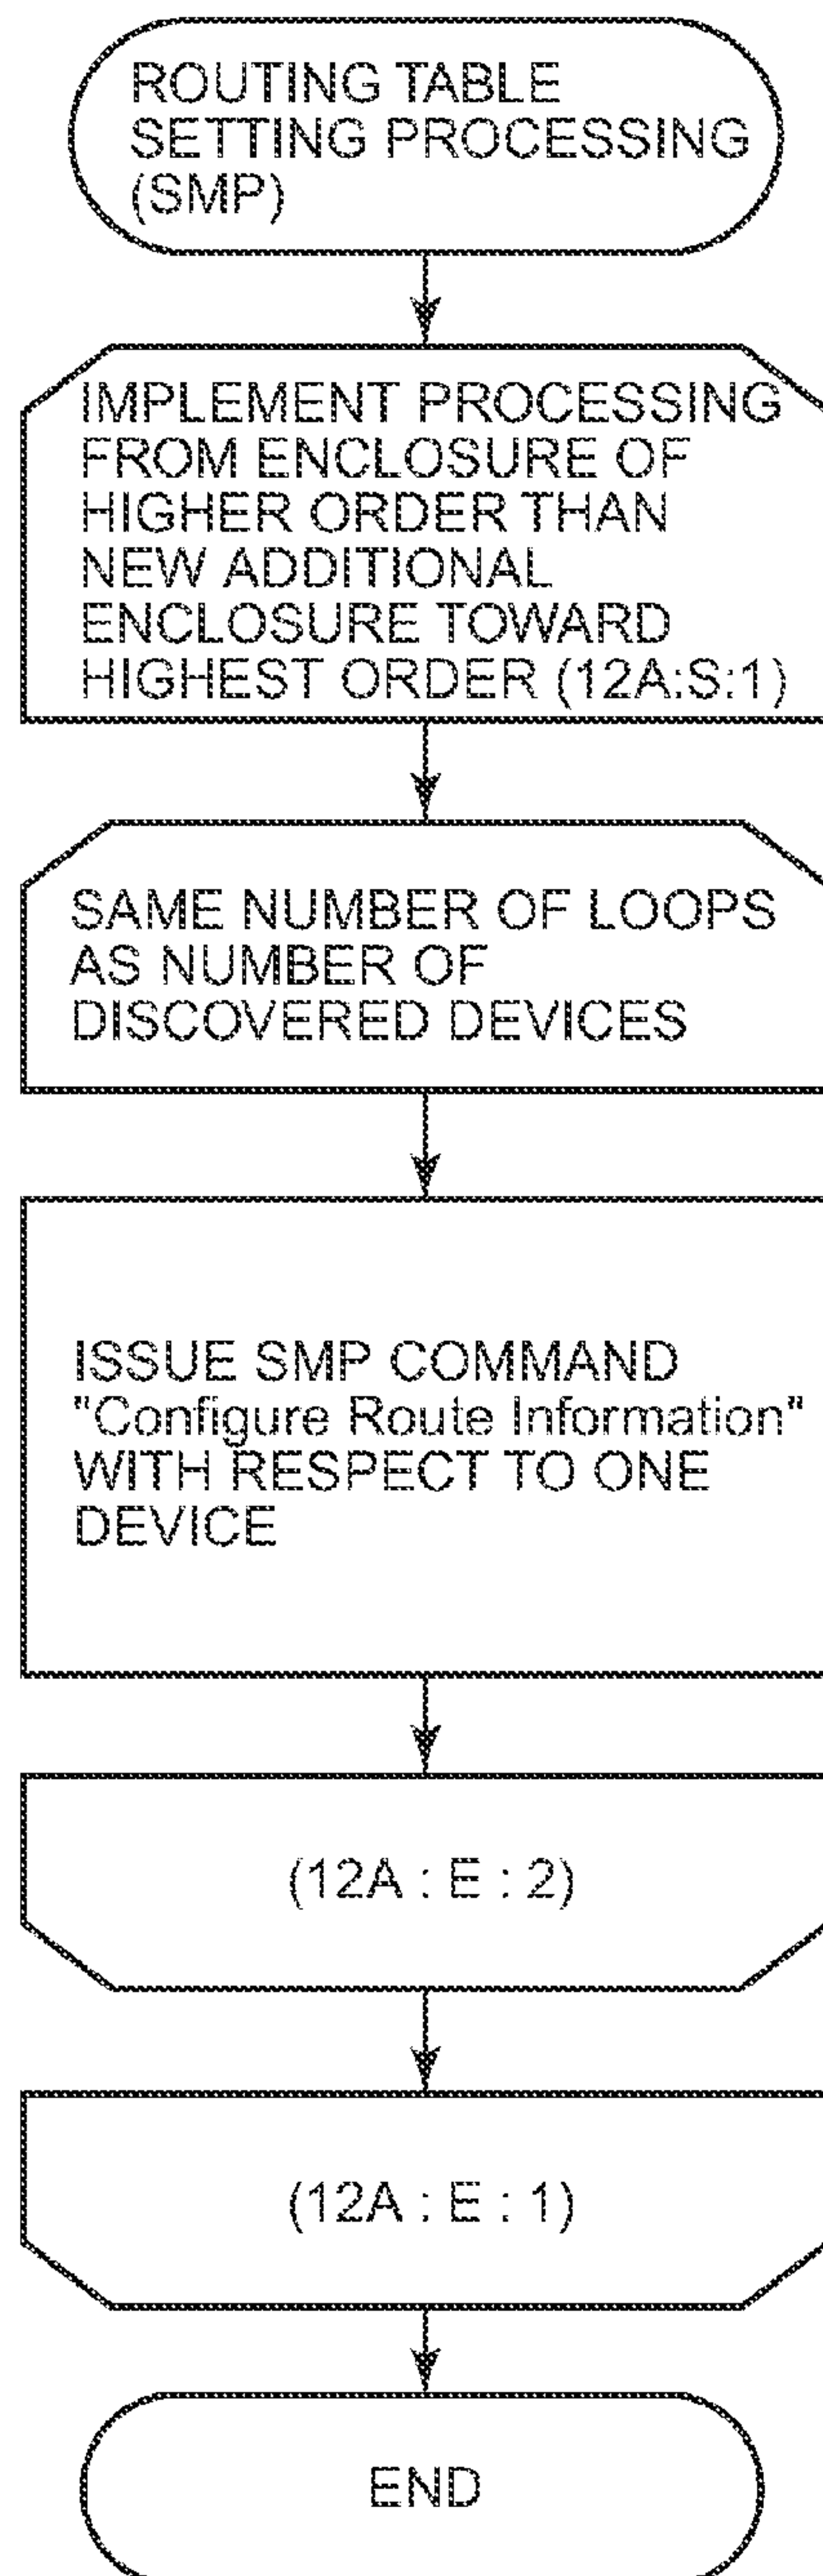 ROUTING TABLE
SETTING PROCESSING
(SMP)
IMPLEMENT PROCESSING
FROM ENCLOSURE OF
HIGHER ORDER THAN
NEW ADDITIONAL
ENCLOSURE TOWARD
HIGHEST ORDER (12A:S:1)
SAME NUMBER OF LOOPS
AS NUMBER OF
DISCOVERED DEVICES
ISSUE SMP COMMAND
"Configure Route Information"
WITH RESPECT TO ONE
DEVICE
(12A : E : 2)
(12A : E : 1)
END